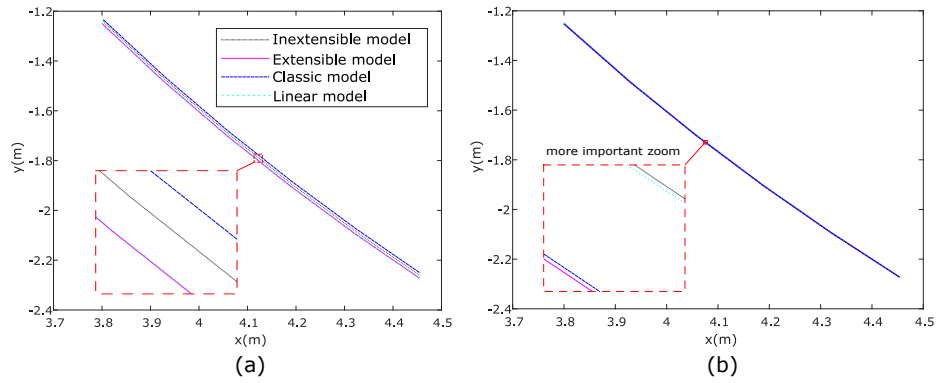 -1.2
-1.4
-1.6
-1.8
-2
-2.2
-2.4
y(m)
3.7
3.8
3.9
4
4.1
4.2
4.3
4.4
4.5
x(m)
Inextensible model
Extensible model
Classic model
Linear model
(a)
-1.2
-1.4
-1.6
-1.8
-2
-2.2
-2.4
y(m)
3.7
3.8
3.9
4
4.1
4.2
4.3
4.4
4.5
x(m)
more important zoom
(b)